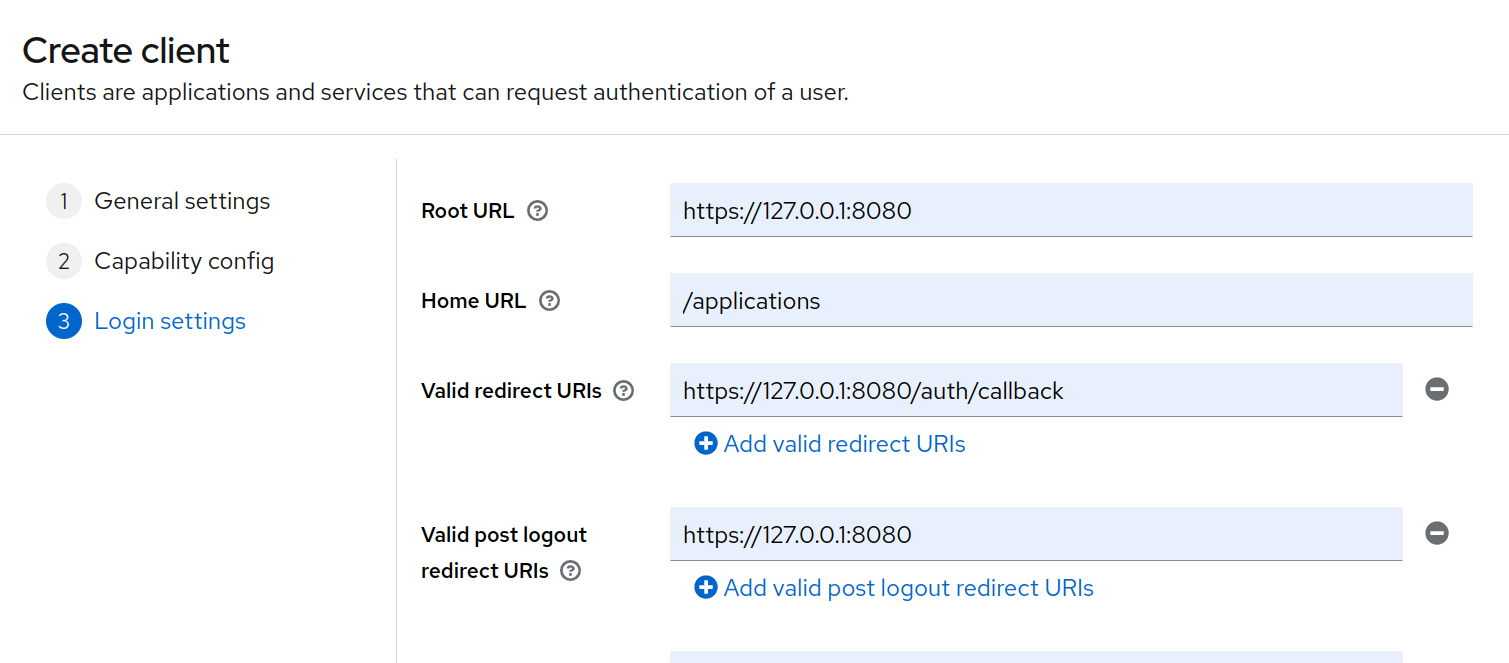 Create client
Clients are applications and services that can request authentication of a user.
1 General settings
2 Capability config
3 Login settings
Root URL ? https://127.0.0.1:8080
Home URL ? /applications
Valid redirect URIs ? https://127.0.0.1:8080/auth/callback
Add valid redirect URIs
Valid post logout
redirect URIs ?
https://127.0.0.1:8080
Add valid post logout redirect URIs